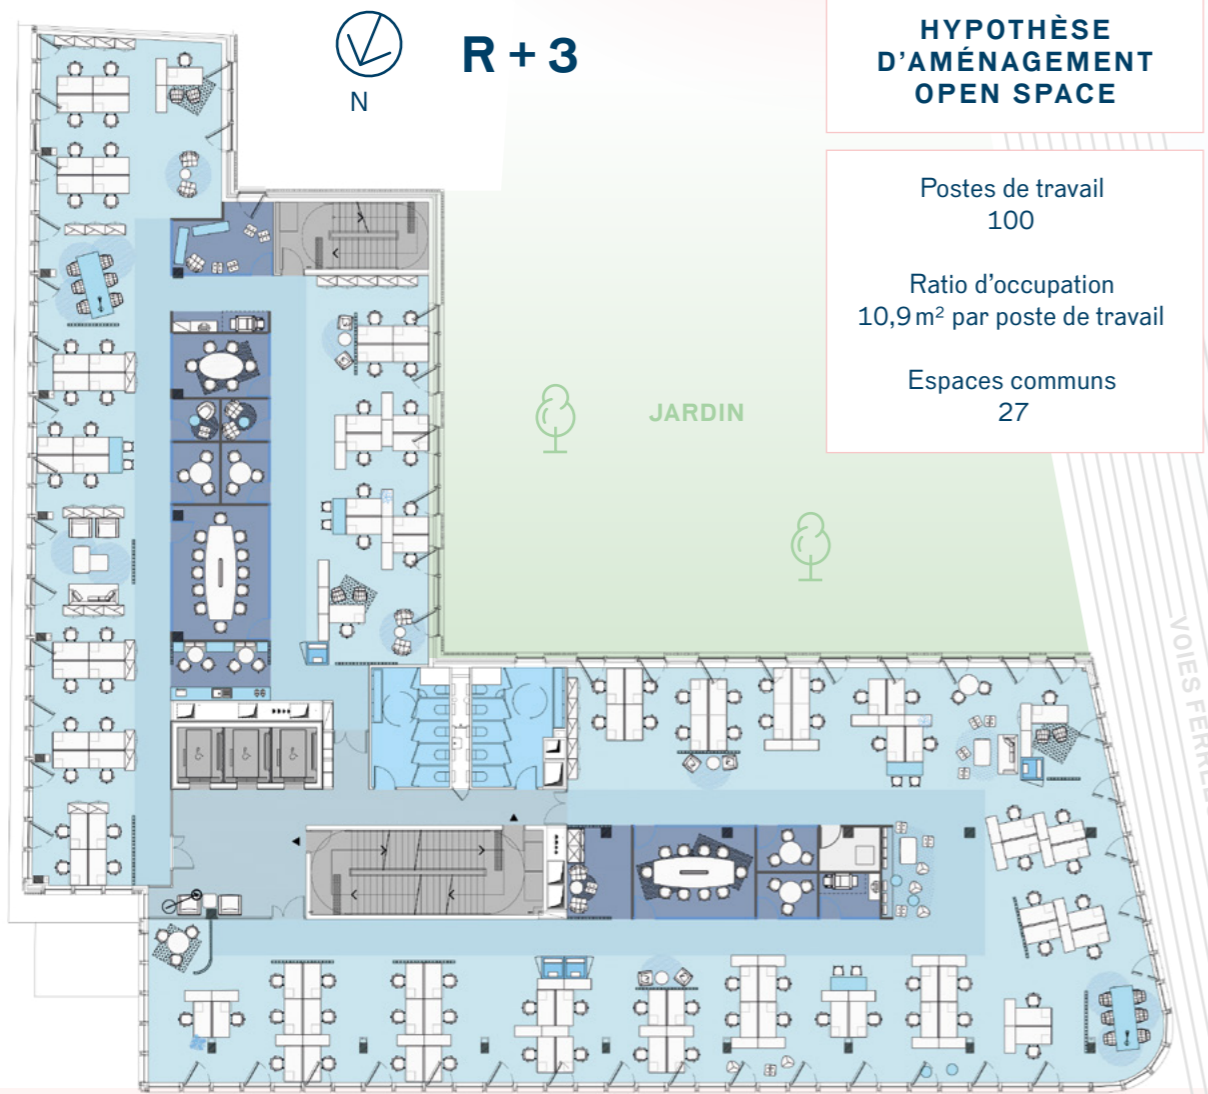 N
R + 3
HYPOTHÈSE
D’AMÉNAGEMENT
OPEN SPACE
Postes de travail
100
Ratio d’occupation
10,9 m² par poste de travail
Espaces communs
27
JARDIN
VOIES FERRÉES